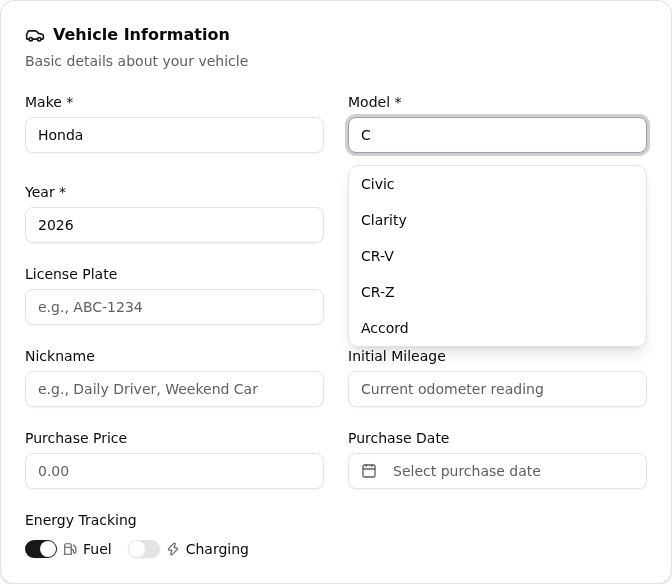 Vehicle Information
Basic details about your vehicle
Make *
Model *
Honda
C
Civic
Clarity
CR-V
CR-Z
Accord
Year *
2026
License Plate
e.g., ABC-1234
Nickname
Initial Mileage
e.g., Daily Driver, Weekend Car
Current odometer reading
Purchase Price
Purchase Date
0.00
Select purchase date
Energy Tracking
Fuel
Charging